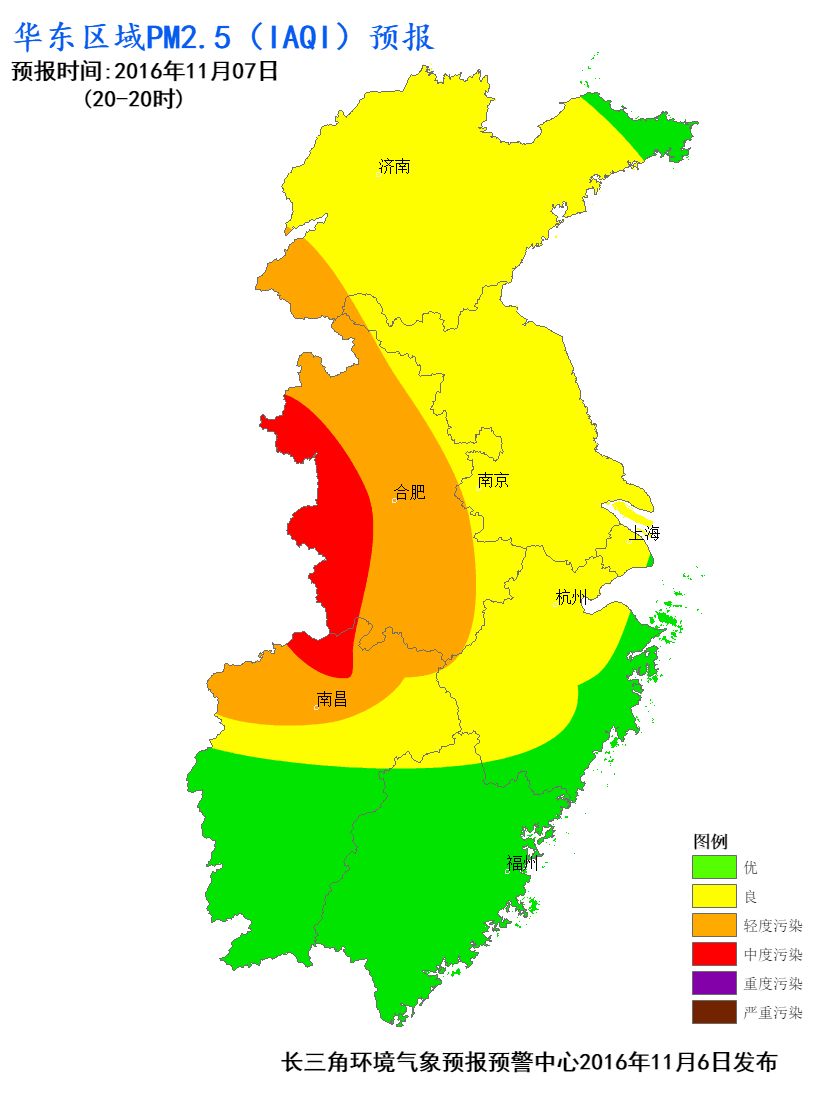 华东区域PM2.5（IAQI）预报
预报时间:2016年11月07日
(20-20时)
济南
合肥
南京
上海
杭州
南昌
福州
图例
优
良
轻度污染
中度污染
重度污染
严重污染
长三角环境气象预报预警中心2016年11月6日发布